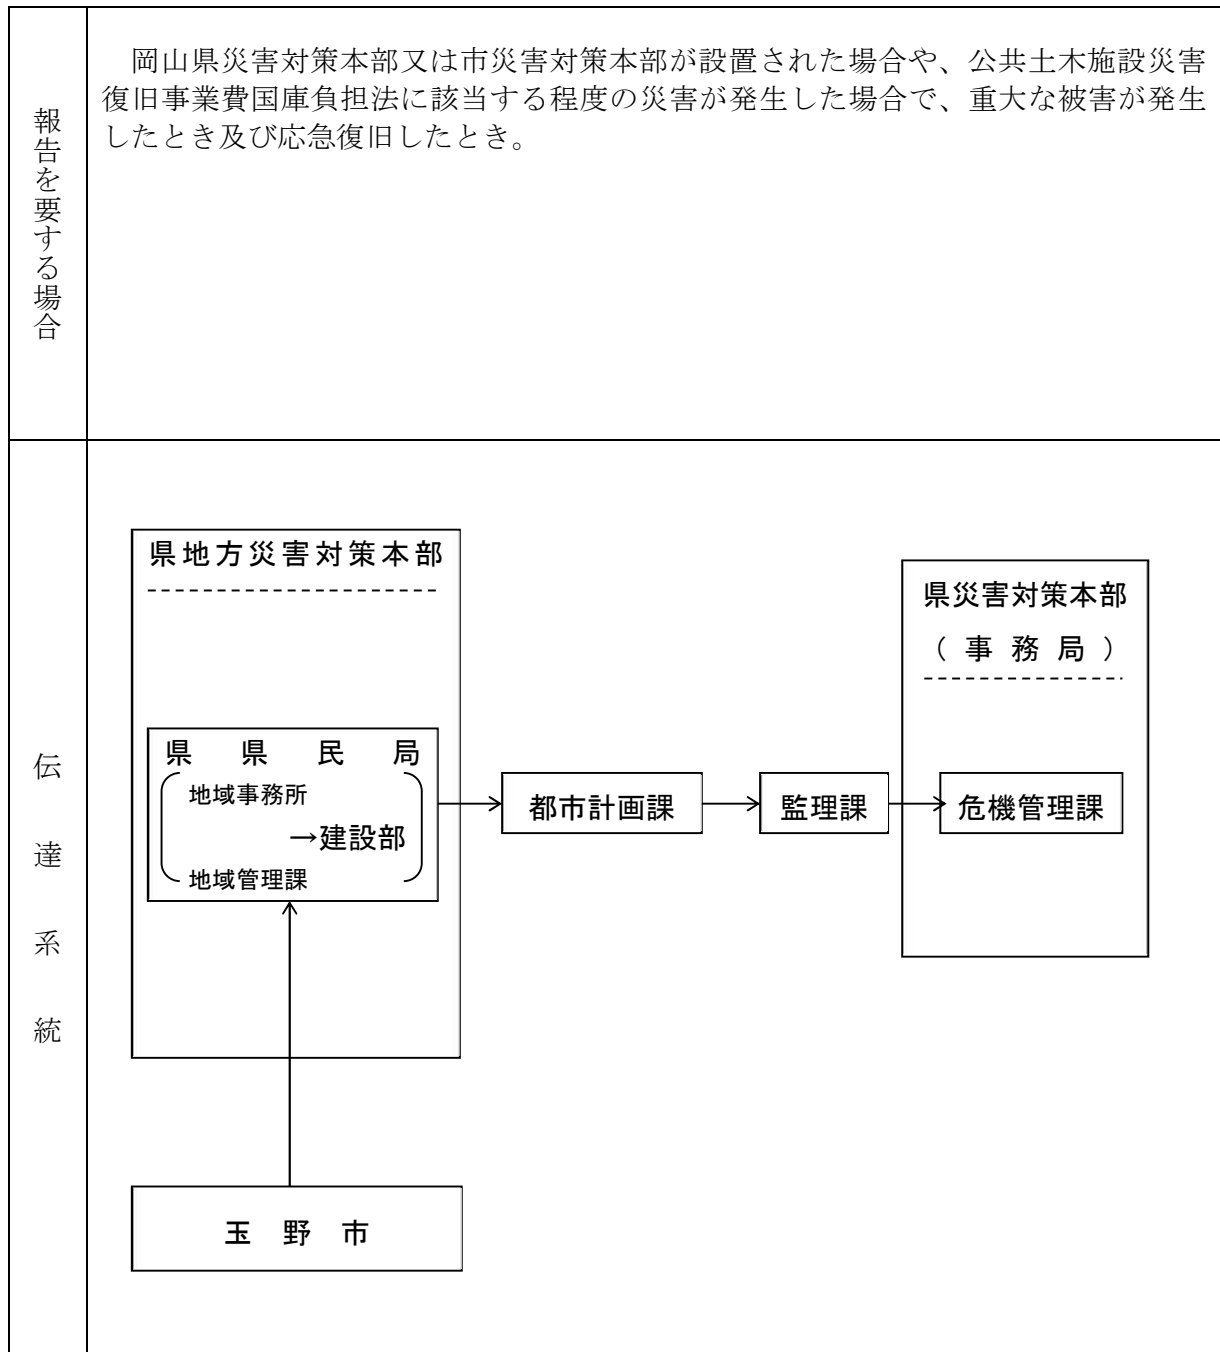 報告を要する場合
岡山県災害対策本部又は市災害対策本部が設置された場合や、公共土木施設災害
復旧事業費国庫負担法に該当する程度の災害が発生した場合で、重大な被害が発生
したとき及び応急復旧したとき。
伝達系統
県地方災害対策本部
県県民局
地域事務所
→建設部
地域管理課
都市計画課
監理課
県災害対策本部
(事務局)
危機管理課
玉野市